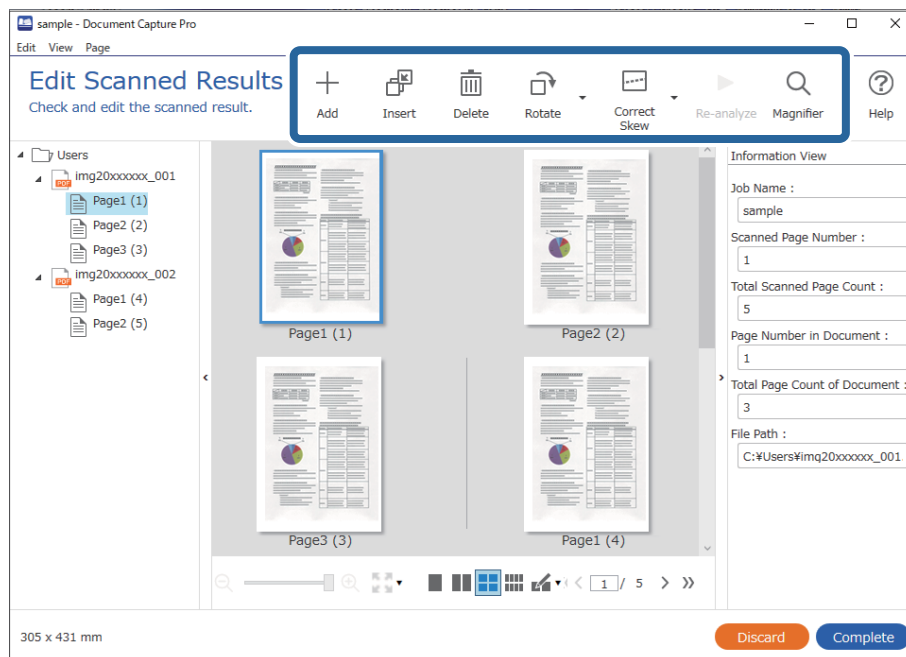 sample - Document Capture Pro
Edit View Page
Edit Scanned Results
Check and edit the scanned result.
Add
Insert
Delete
Rotate
Correct
Skew
Re-analyze
Magnifier
Help
Users
PDF
img20xxxxxx_001
Page1 (1)
Page2 (2)
Page3 (3)
PDF
img20xxxxxx_002
Page1 (4)
Page2 (5)
Page1 (1)
Page2 (2)
Page3 (3)
Page1 (4)
1 / 5
Information View
Job Name :
sample
Scanned Page Number :
1
Total Scanned Page Count :
5
Page Number in Document :
1
Total Page Count of Document :
3
File Path :
C:¥Users¥img20xxxxxx_001
305 x 431 mm
Discard
Complete